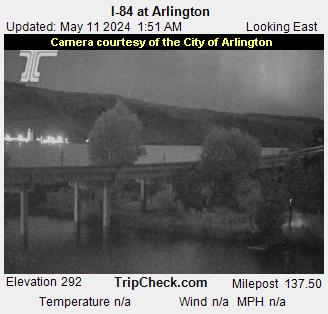 I-84 at Arlington
Updated: May 11 2024 1:51 AM Looking East
Camera courtesy of the City of Arlington
Elevation 292 TripCheck.com Milepost 137.50
Temperature n/a Wind n/a MPH n/a